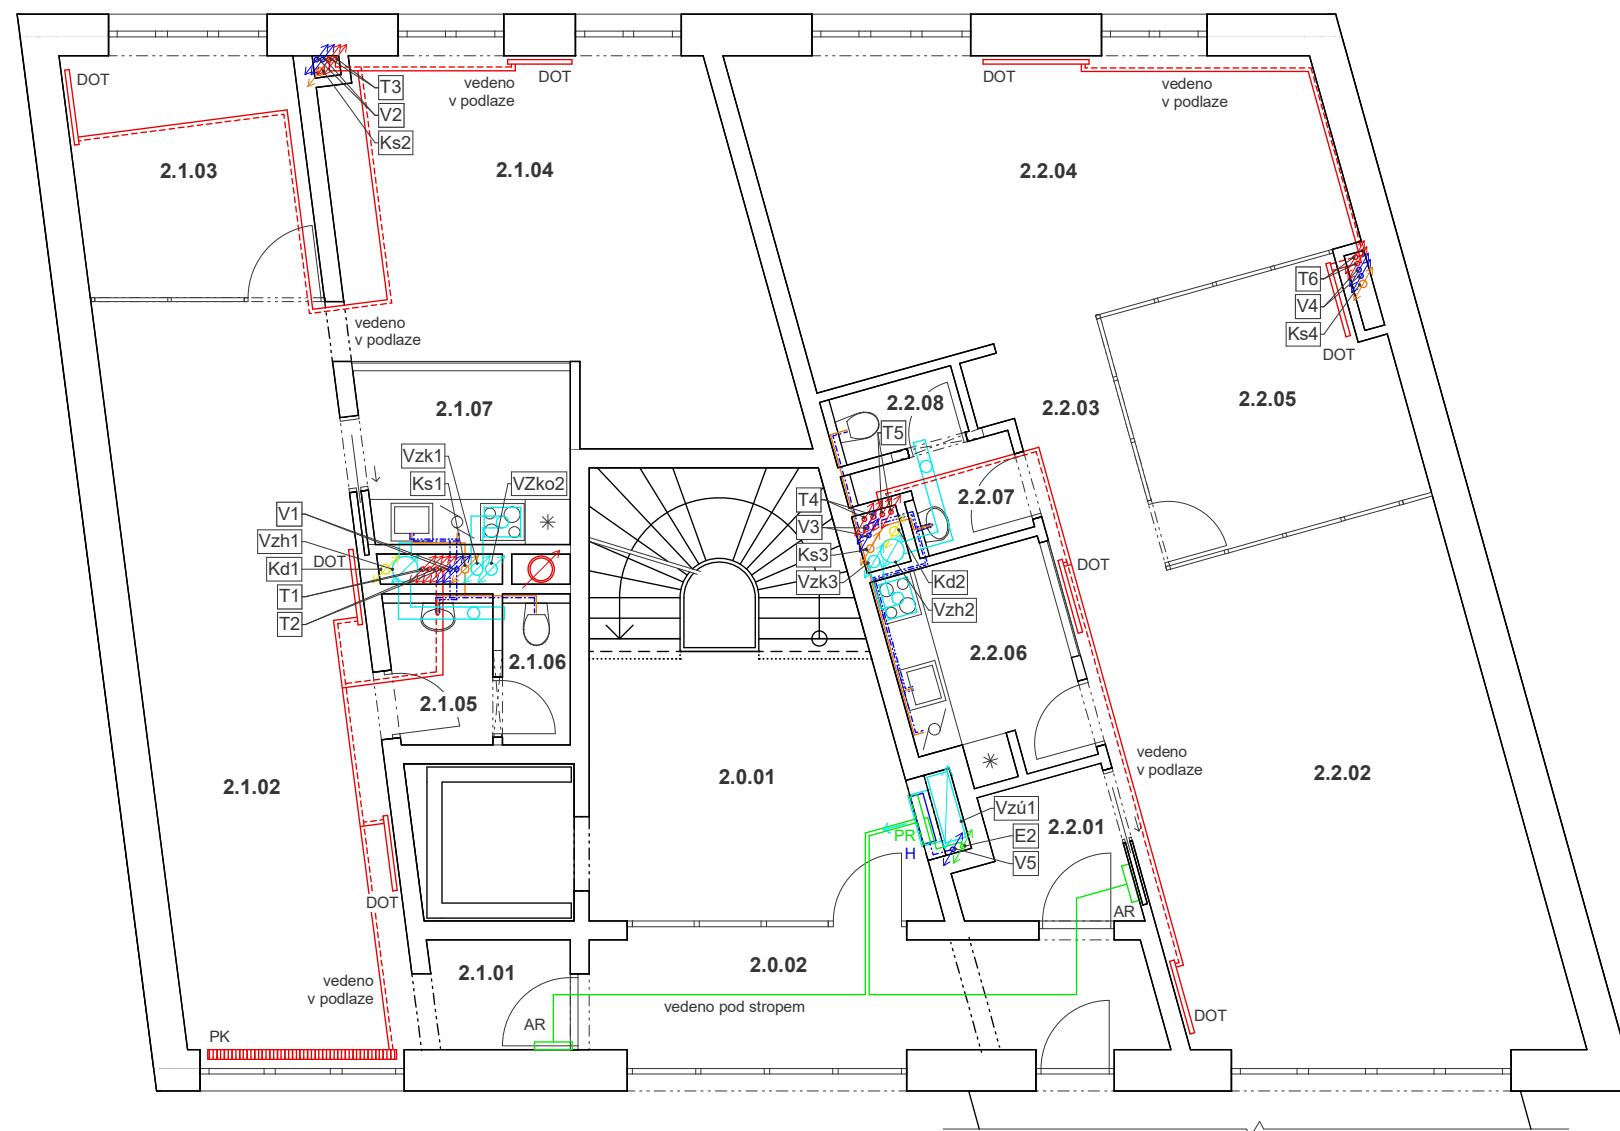 DOT
T3
V2
Ks2
vedeno
v podlaze
DOT
DOT
vedeno
v podlaze
2.1.03
2.1.04
2.2.04
T6
V4
Ks4
DOT
vedeno
v podlaze
2.1.07
2.2.08
2.2.03
2.2.05
T5
Vzk1
Ks1
VZko2
T4
2.2.07
V1
V3
Vzh1
Ks3
DOT
Kd1
Vzk3
Kd2
DOT
T1
Vzh2
T2
2.1.06
2.2.06
2.1.05
vedeno
v podlaze
2.1.02
2.0.01
2.2.02
Vzú1
2.2.01
PR
E2
H
V5
DOT
AR
2.1.01
2.0.02
vedeno
v podlaze
vedeno pod stropem
AR
DOT
PK